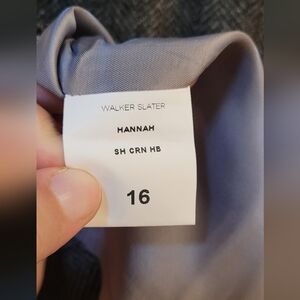 WALKER SLATER
HANNAH
SH CRN HB
16